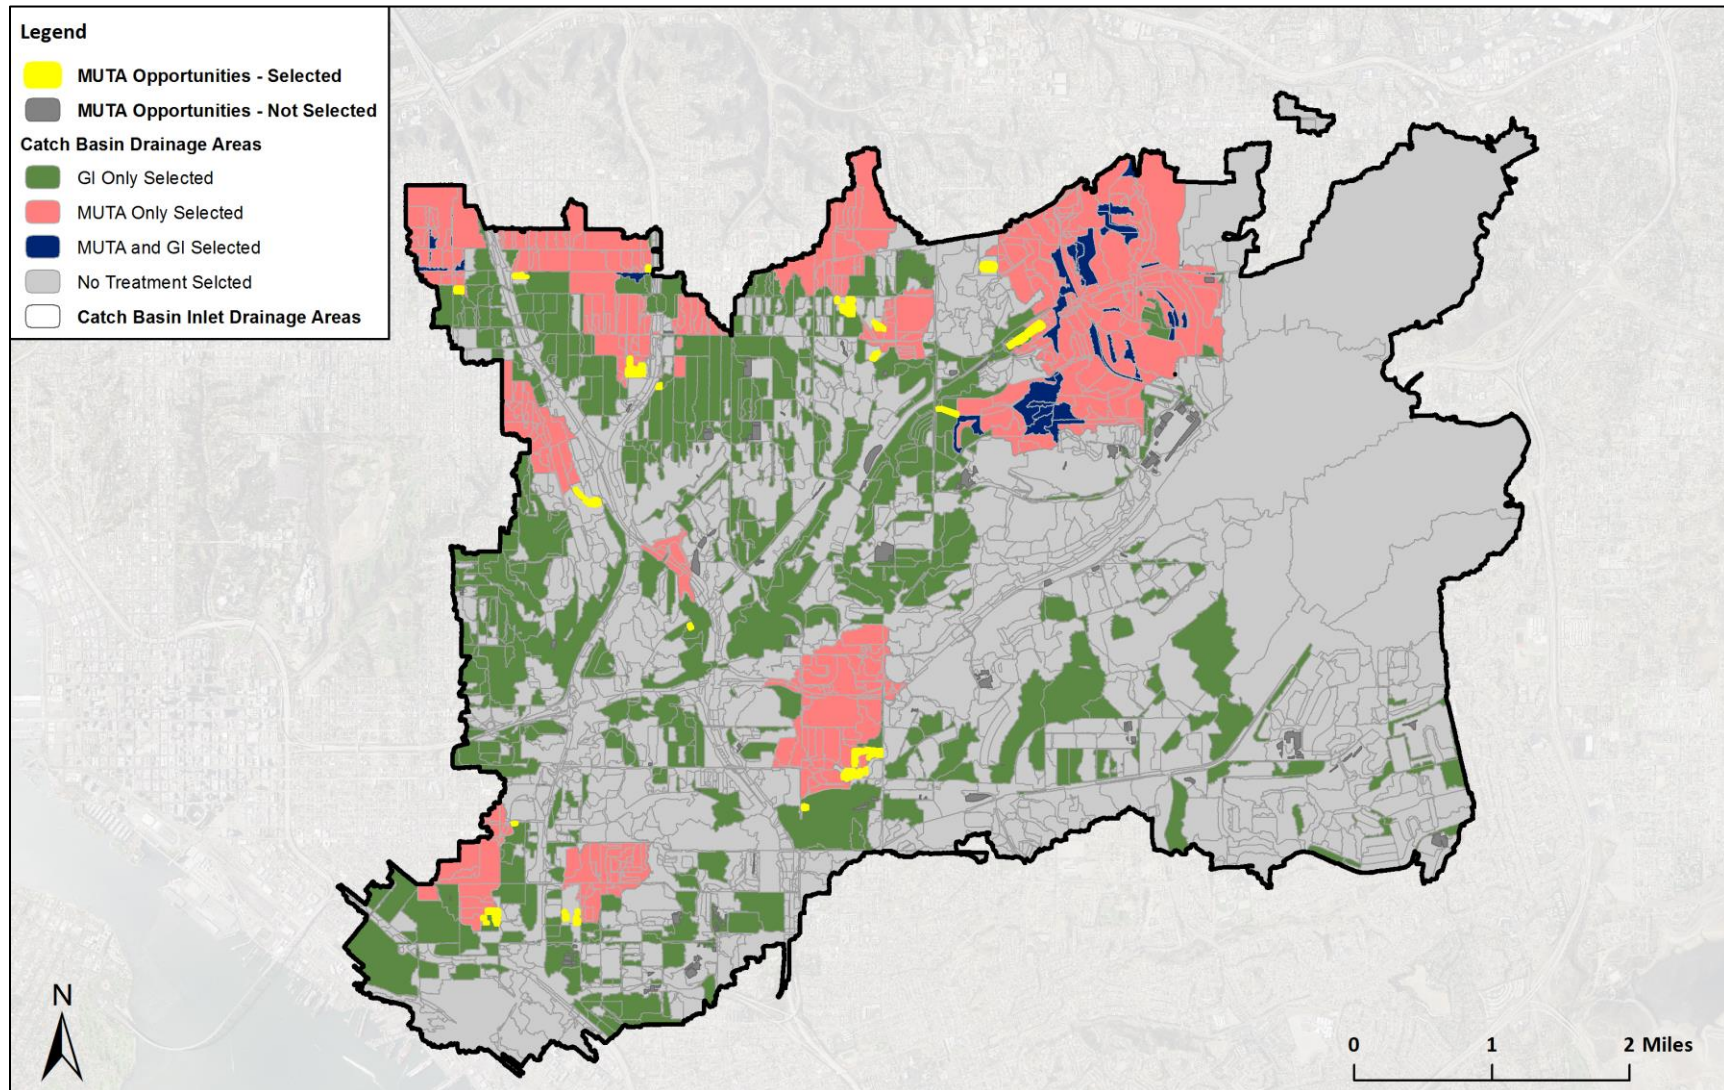 Legend
MUTA Opportunities - Selected
MUTA Opportunities - Not Selected
Catch Basin Drainage Areas
GI Only Selected
MUTA Only Selected
MUTA and GI Selected
No Treatment Selcted
Catch Basin Inlet Drainage Areas
N
0 1 2 Miles